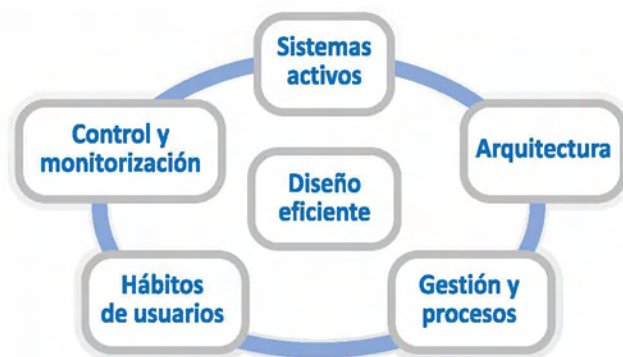 Sistemas
activos
Control y
monitorización
Arquitectura
Diseño
eficiente
Hábitos
de usuarios
Gestión y
procesos